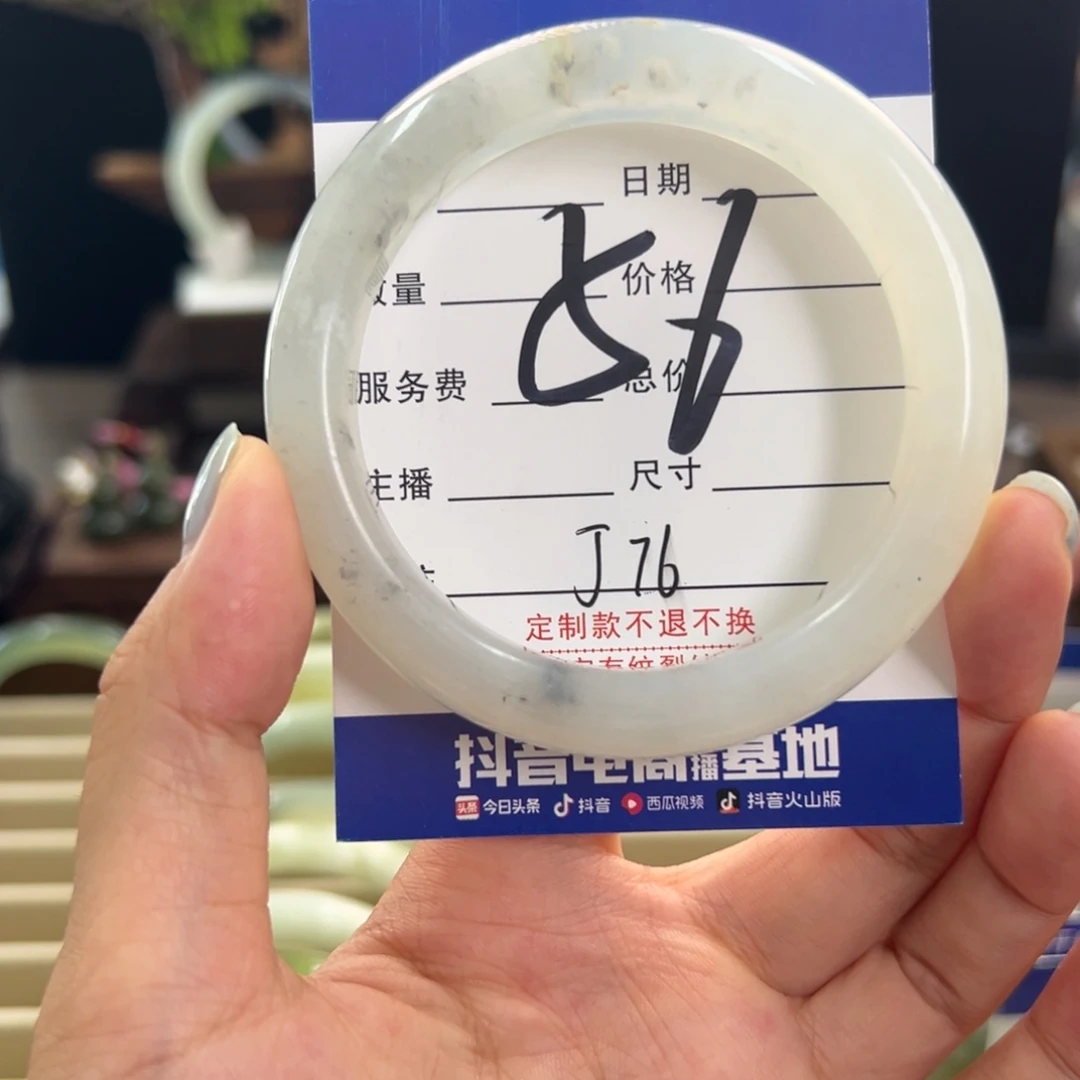 日期
数量 价格
服务费 总价
主播 尺寸
J76
定制款不退不换
抖音电商直播基地
头条 今日头条 抖音 西瓜视频 抖音火山版